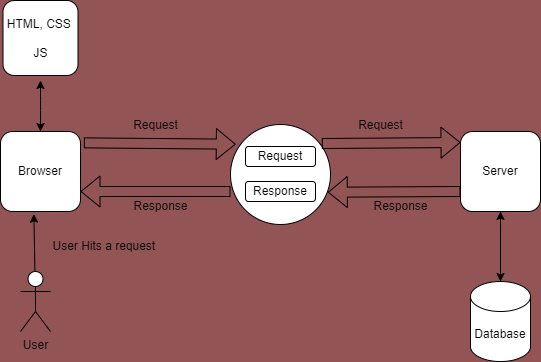 HTML, CSS
JS
Request
Request
Browser
Request
Response
Server
Response
Response
User Hits a request
User
Database